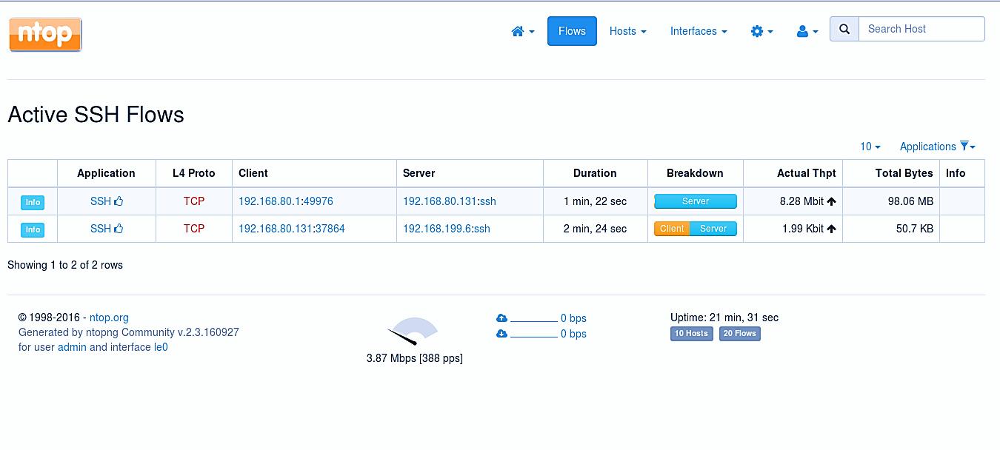 ntop
Flows Hosts Interfaces Search Host
Active SSH Flows
10 Applications
Application L4 Proto Client Server Duration Breakdown Actual Thpt Total Bytes Info
Info SSH TCP 192.168.80.1:49976 192.168.80.131:ssh 1 min, 22 sec Server 8.28 Mbit 98.06 MB
Info SSH TCP 192.168.80.131:37864 192.168.199.6:ssh 2 min, 24 sec Client Server 1.99 Kbit 50.7 KB
Showing 1 to 2 of 2 rows
© 1998-2016 - ntop.org
Generated by ntopng Community v.2.3.160927
for user admin and interface le0
3.87 Mbps [388 pps]
0 bps
0 bps
Uptime: 21 min, 31 sec
10 Hosts 20 Flows